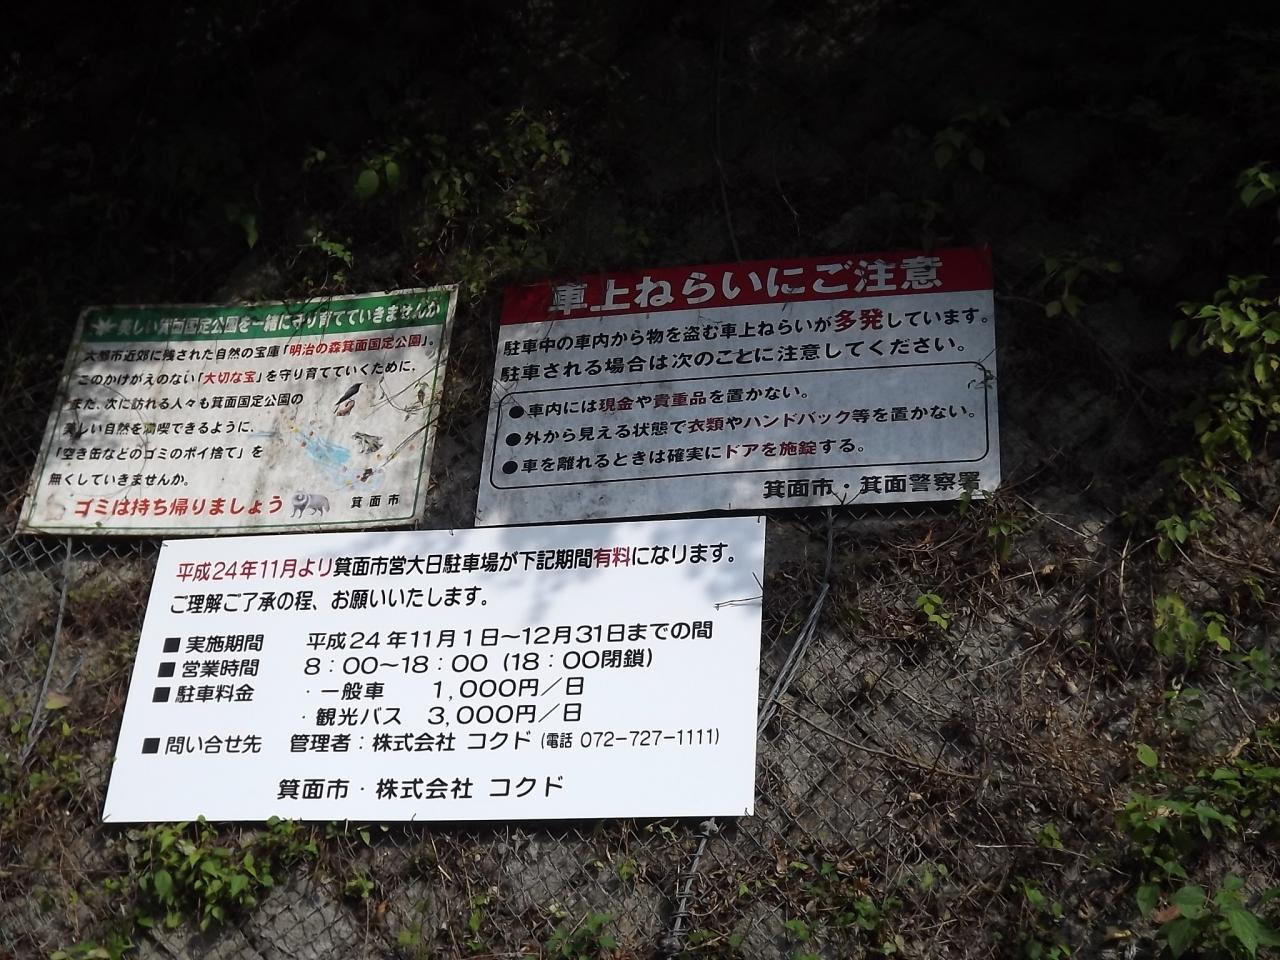 美しい箕面国定公園を一緒に守り育てていきませんか
大都市近郊に残された自然の宝庫「明治の森箕面国定公園」。
このかけがえのない「大切な宝」を守り育てていくために、
また、次に訪れる人々も箕面国定公園の
美しい自然を満喫できるように、
「空き缶などのゴミのポイ捨て」を
無くしていきませんか。
ゴミは持ち帰りましょう
箕面市
車上ねらいにご注意
駐車中の車内から物を盗む車上ねらいが多発しています。
駐車される場合は次のことに注意してください。
●車内には現金や貴重品を置かない。
●外から見える状態で衣類やハンドバック等を置かない。
●車を離れるときは確実にドアを施錠する。
箕面市・箕面警察署
平成24年11月より箕面市営大日駐車場が下記期間有料になります。
ご理解ご了承の程、お願いいたします。
■実施期間 平成24年11月1日～12月31日までの間
■営業時間 8：00～18：00（18：00閉鎖）
■駐車料金 ・一般車 1,000円／日
・観光バス 3,000円／日
■問い合せ先 管理者：株式会社 コクド（電話 072-727-1111）
箕面市・株式会社 コクド